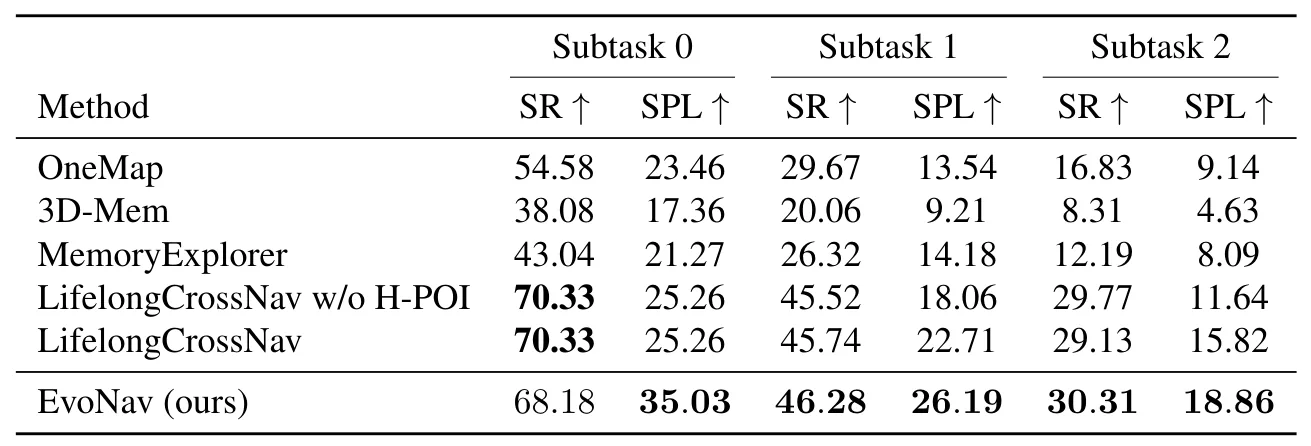 Subtask 0 Subtask 1 Subtask 2
Method SR ↑ SPL ↑ SR ↑ SPL ↑ SR ↑ SPL ↑
OneMap 54.58 23.46 29.67 13.54 16.83 9.14
3D-Mem 38.08 17.36 20.06 9.21 8.31 4.63
MemoryExplorer 43.04 21.27 26.32 14.18 12.19 8.09
LifelongCrossNav w/o H-POI 70.33 25.26 45.52 18.06 29.77 11.64
LifelongCrossNav 70.33 25.26 45.74 22.71 29.13 15.82
EvoNav (ours) 68.18 35.03 46.28 26.19 30.31 18.86